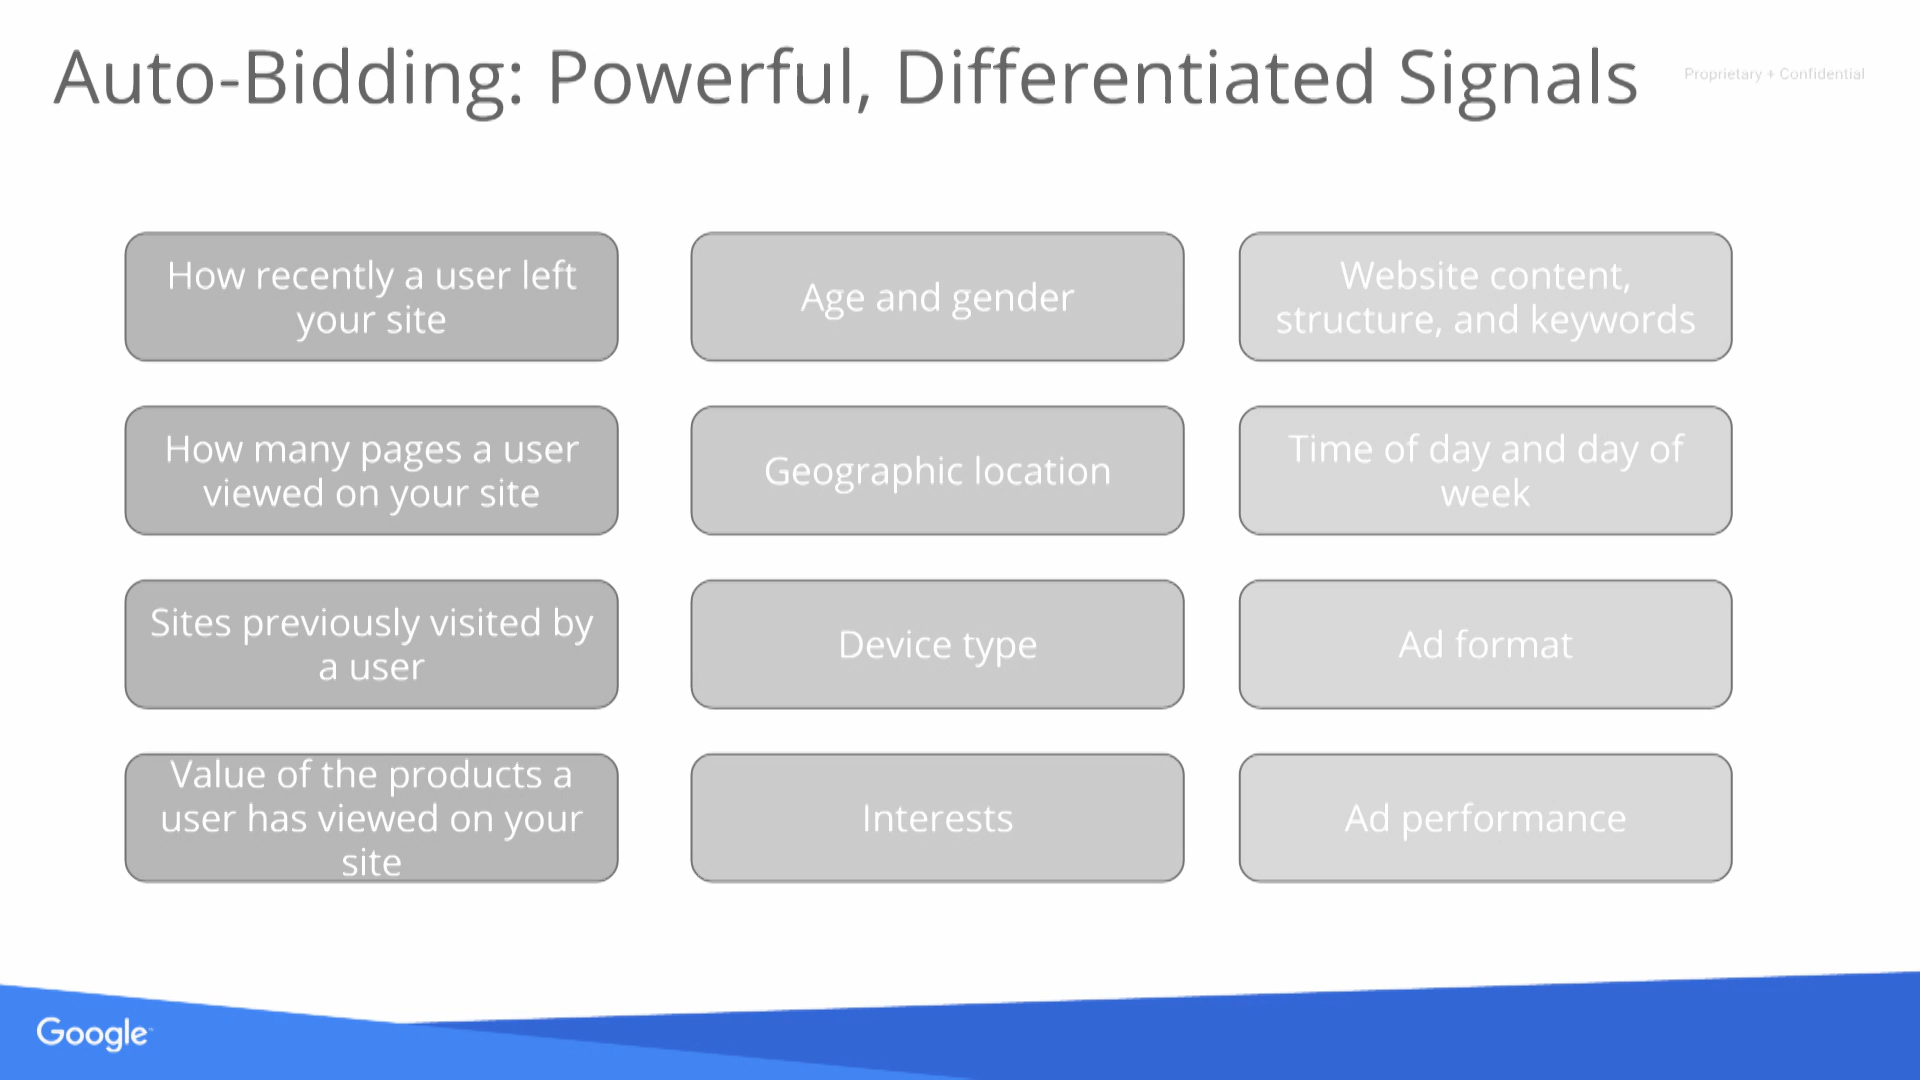 Auto-Bidding: Powerful, Differentiated Signals
Proprietary + Confidential
How recently a user left
your site
Age and gender
Website content,
structure, and keywords
How many pages a user
viewed on your site
Geographic location
Time of day and day of
week
Sites previously visited by
a user
Device type
Ad format
Value of the products a
user has viewed on your
site
Interests
Ad performance
Google